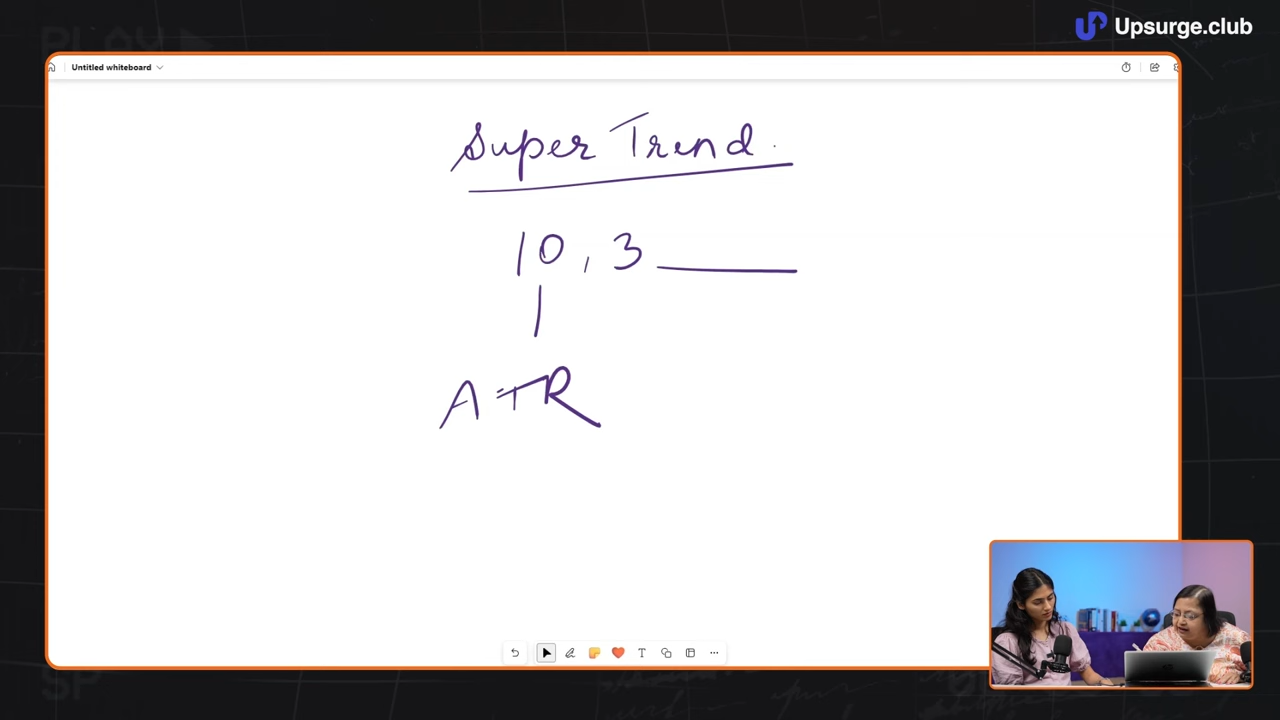 Upsurge.club
Untitled whiteboard
Super Trend.
10, 3
ATR
T